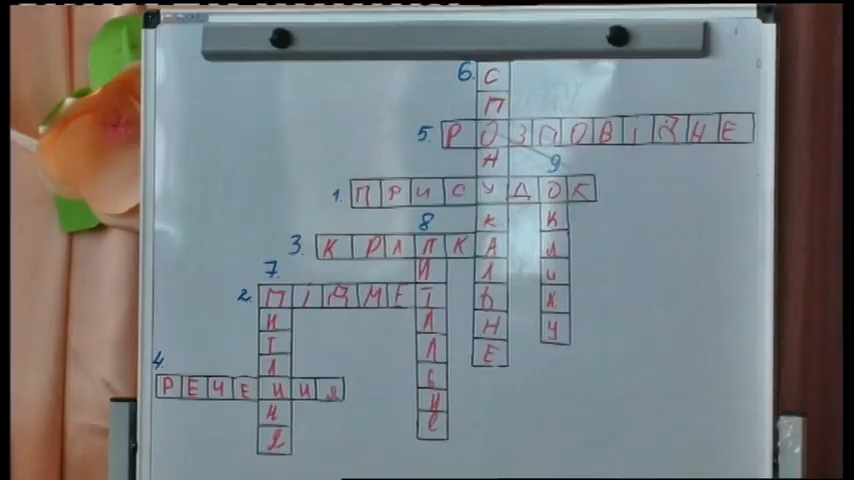 6. СПОНУКАЛЬНЕ
5. РОЗПОВІДНЕ
9 ОКЛИКУ
1. ПРИСУДОК
8 ПИТАЛЬНЕ
3. КРАПКА
7. ПИТАННЯ
2. ПІДМЕТ
4. РЕЧЕННЯ